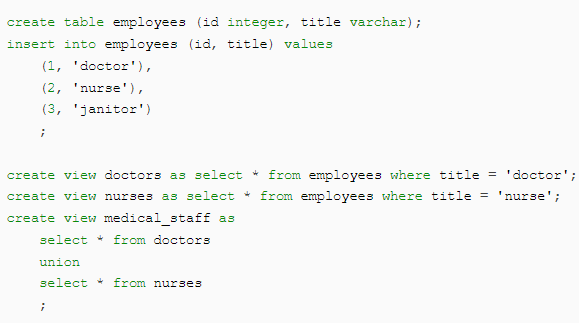 create table employees (id integer, title varchar);
insert into employees (id, title) values
    (1, 'doctor'),
    (2, 'nurse'),
    (3, 'janitor')
    ;

create view doctors as select * from employees where title = 'doctor';
create view nurses as select * from employees where title = 'nurse';
create view medical_staff as
    select * from doctors
    union
    select * from nurses
    ;